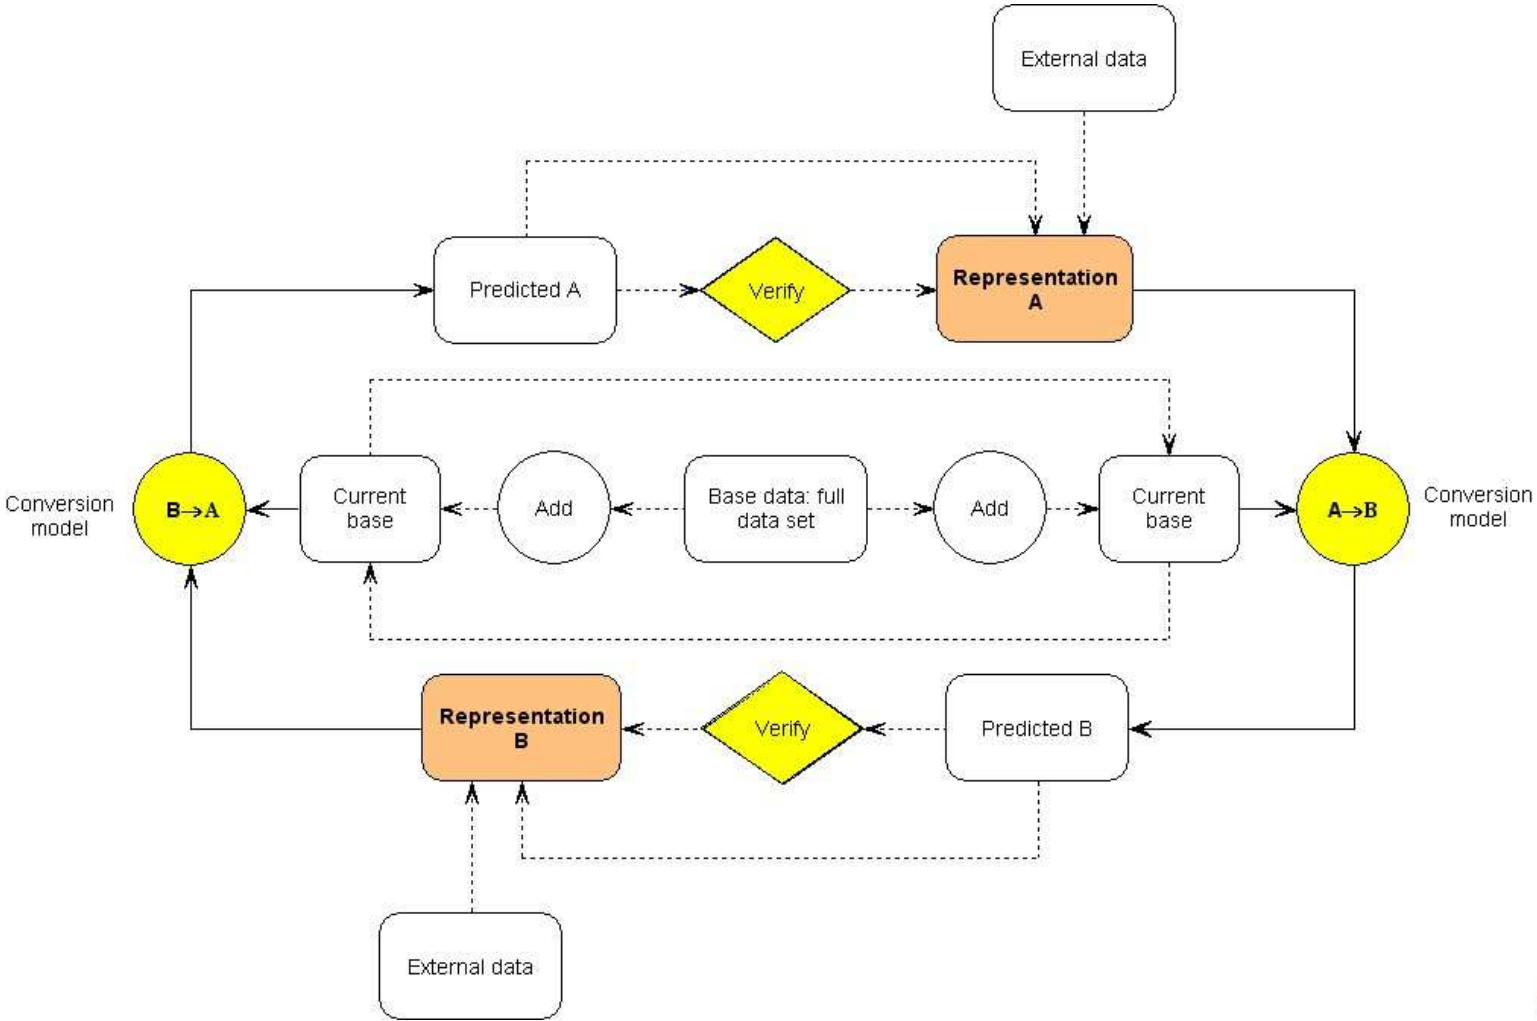 External data
Predicted A
Verify
Representation
A
Conversion
model
B→A
Current
base
Add
Base data: full
data set
Add
Current
base
A→B
Conversion
model
Representation
B
Verify
Predicted B
External data